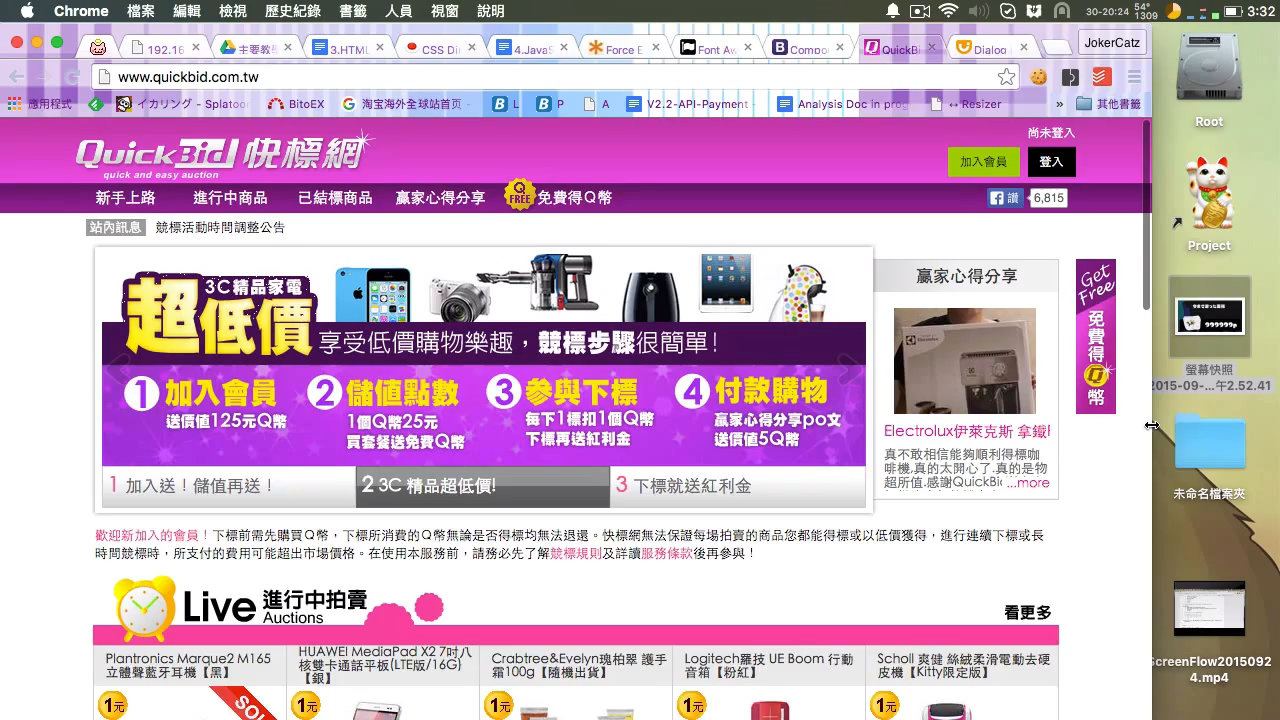 Chrome 檔案 編輯 檢視 歷史紀錄 書籤 人員 視窗 說明
30-20:24 54° 1309 3:32
192.16 主要教 3.HTML CSS Di 4.JavaS Force E Font Aw Compo QuickB Dialog
JokerCatz
www.quickbid.com.tw
應用程式 イカリング - Splatoo BitoEX 淘宝海外全球站首 L P A V2.2-API-Payment - Analysis Doc in prog ↔ Resizer » 其他書籤
QuickBid 快標網
quick and easy auction
尚未登入
加入會員 登入
新手上路 進行中商品 已結標商品 贏家心得分享 Q FREE 免費得Q幣
讚 6,815
站內訊息 競標活動時間調整公告
3C精品家電
超低價
享受低價購物樂趣，競標步驟很簡單！
1 加入會員
送價值125元Q幣
2 儲值點數
1個Q幣25元
買套餐送免費Q幣
3 參與下標
每下1標扣1個Q幣
下標再送紅利金
4 付款購物
贏家心得分享po文
送價值5Q幣
1 加入送！儲值再送！
2 3C 精品超低價!
3 下標就送紅利金
贏家心得分享
Electrolux
Electrolux伊萊克斯 拿鐵
真不敢相信能夠順利得標咖
啡機,真的太開心了.真的是物
超所值.感謝QuickBi ...more
Get Free
免費得Q幣
歡迎新加入的會員！下標前需先購買Q幣，下標所消費的Q幣無論是否得標均無法退還。快標網無法保證每場拍賣的商品您都能得標或以低價獲得，進行連續下標或長
時間競標時，所支付的費用可能超出市場價格。在使用本服務前，請務必先了解競標規則及詳讀服務條款後再參與！
Live 進行中拍賣
Auctions
看更多
Plantronics Marque2 M165
立體聲藍牙耳機【黑】
HUAWEI MediaPad X2 7吋八
核雙卡通話平板(LTE版/16G)
【銀】
Crabtree&Evelyn瑰柏翠 護手
霜100g【隨機出貨】
Logitech羅技 UE Boom 行動
音箱【粉紅】
Scholl 爽健 絲絨柔滑電動去硬
皮機【Kitty限定版】
1元 1元 1元 1元 1元
SOL
Root
Project
999999p
螢幕快照
2015-09-...午2.52.41
未命名檔案夾
ScreenFlow2015092
4.mp4